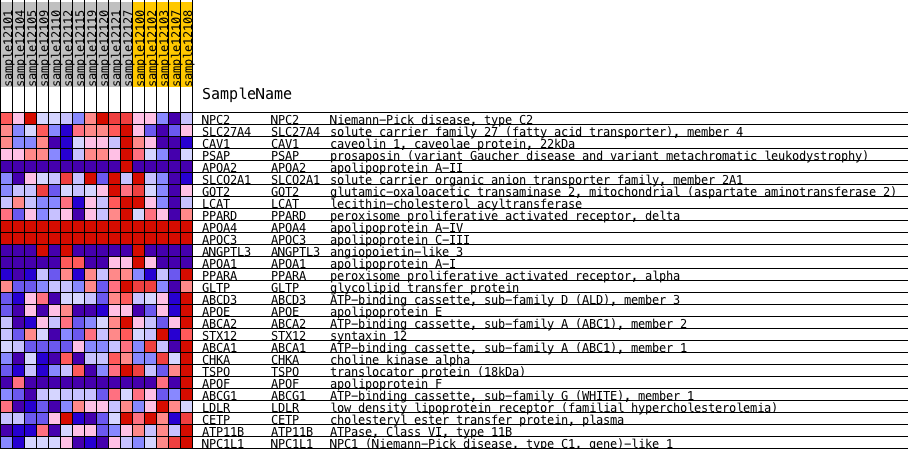 sample12101
sample12104
sample12105
sample12109
sample12110
sample12112
sample12115
sample12119
sample12120
sample12121
sample12127
sample12100
sample12102
sample12103
sample12107
sample12108
SampleName
NPC2 NPC2 Niemann-Pick disease, type C2
SLC27A4 SLC27A4 solute carrier family 27 (fatty acid transporter), member 4
CAV1 CAV1 caveolin 1, caveolae protein, 22kDa
PSAP PSAP prosaposin (variant Gaucher disease and variant metachromatic leukodystrophy)
APOA2 APOA2 apolipoprotein A-II
SLCO2A1 SLCO2A1 solute carrier organic anion transporter family, member 2A1
GOT2 GOT2 glutamic-oxaloacetic transaminase 2, mitochondrial (aspartate aminotransferase 2)
LCAT LCAT lecithin-cholesterol acyltransferase
PPARD PPARD peroxisome proliferative activated receptor, delta
APOA4 APOA4 apolipoprotein A-IV
APOC3 APOC3 apolipoprotein C-III
ANGPTL3 ANGPTL3 angiopoietin-like 3
APOA1 APOA1 apolipoprotein A-I
PPARA PPARA peroxisome proliferative activated receptor, alpha
GLTP GLTP glycolipid transfer protein
ABCD3 ABCD3 ATP-binding cassette, sub-family D (ALD), member 3
APOE APOE apolipoprotein E
ABCA2 ABCA2 ATP-binding cassette, sub-family A (ABC1), member 2
STX12 STX12 syntaxin 12
ABCA1 ABCA1 ATP-binding cassette, sub-family A (ABC1), member 1
CHKA CHKA choline kinase alpha
TSPO TSPO translocator protein (18kDa)
APOF APOF apolipoprotein F
ABCG1 ABCG1 ATP-binding cassette, sub-family G (WHITE), member 1
LDLR LDLR low density lipoprotein receptor (familial hypercholesterolemia)
CETP CETP cholesteryl ester transfer protein, plasma
ATP11B ATP11B ATPase, Class VI, type 11B
NPC1L1 NPC1L1 NPC1 (Niemann-Pick disease, type C1, gene)-like 1